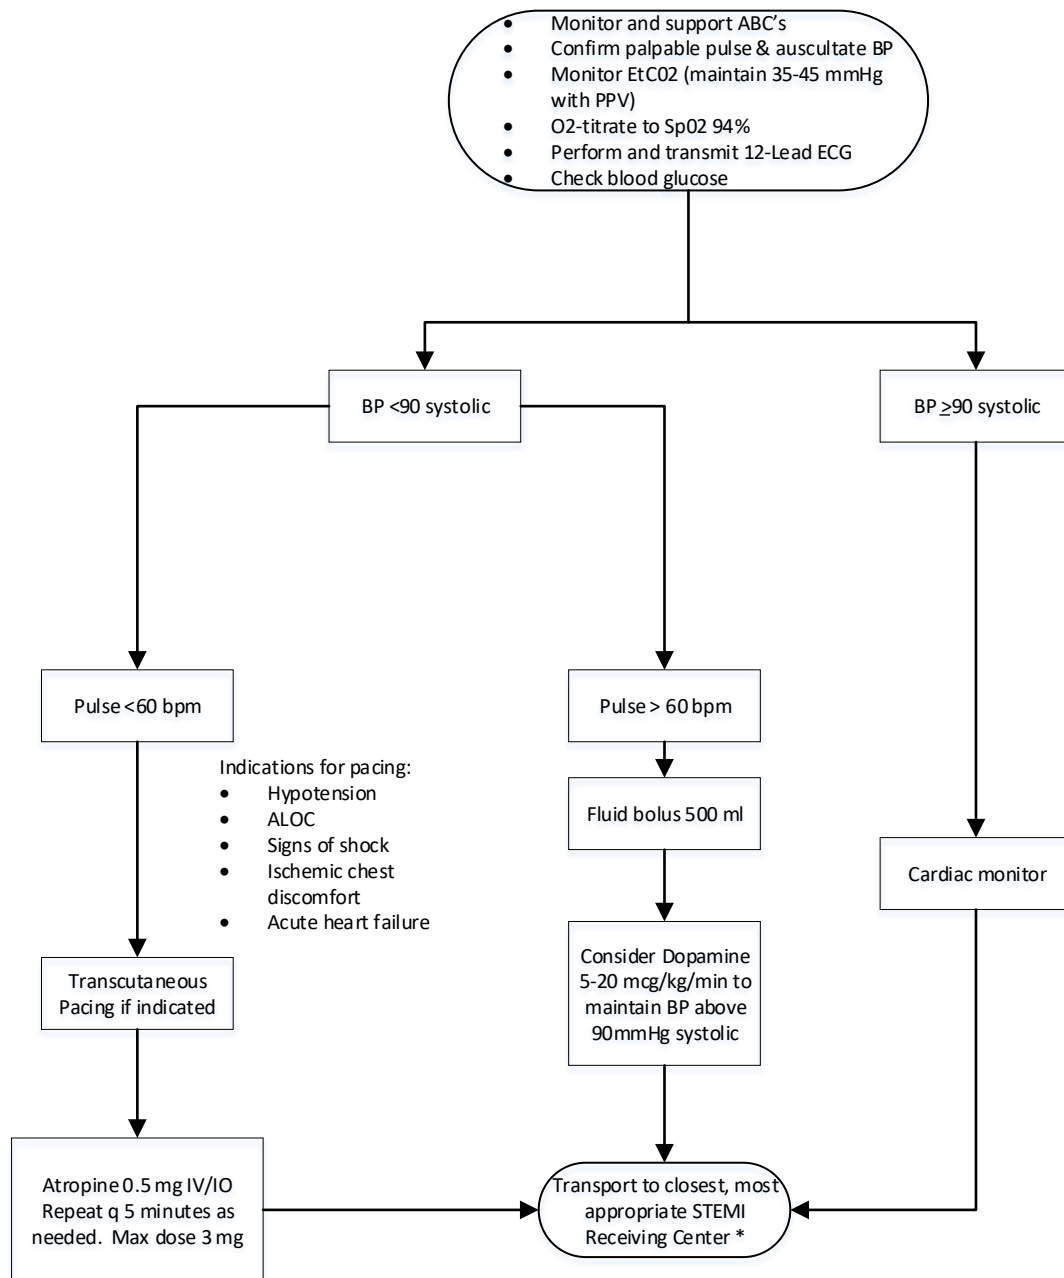 • Monitor and support ABC's
• Confirm palpable pulse & auscultate BP
• Monitor EtC02 (maintain 35-45 mmHg
with PPV)
• O2-titrate to Sp02 94%
• Perform and transmit 12-Lead ECG
• Check blood glucose
BP <90 systolic
BP ≥90 systolic
Pulse <60 bpm
Pulse > 60 bpm
Indications for pacing:
• Hypotension
• ALOC
• Signs of shock
• Ischemic chest
discomfort
• Acute heart failure
Fluid bolus 500 ml
Cardiac monitor
Transcutaneous
Pacing if indicated
Consider Dopamine
5-20 mcg/kg/min to
maintain BP above
90mmHg systolic
Atropine 0.5 mg IV/IO
Repeat q 5 minutes as
needed. Max dose 3 mg
Transport to closest, most
appropriate STEMI
Receiving Center *